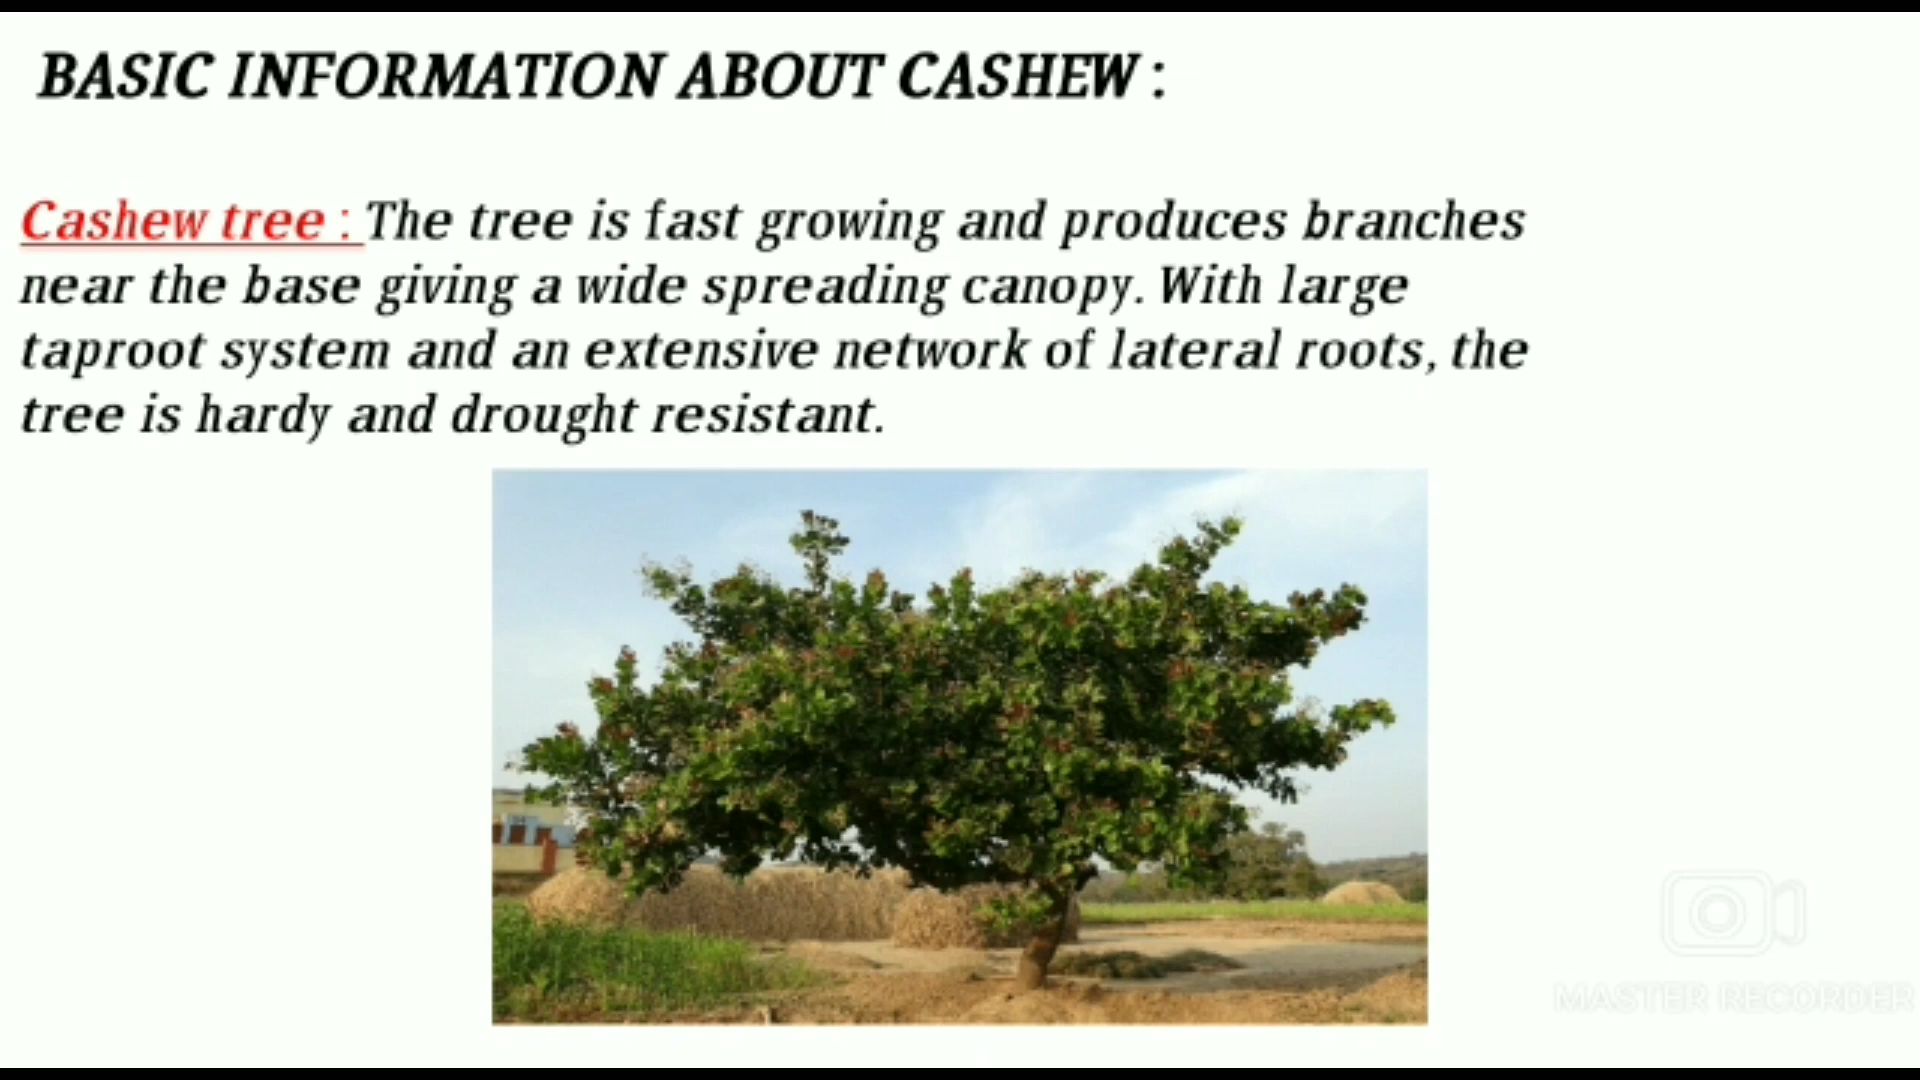 BASIC INFORMATION ABOUT CASHEW :
Cashew tree : The tree is fast growing and produces branches
near the base giving a wide spreading canopy. With large
taproot system and an extensive network of lateral roots, the
tree is hardy and drought resistant.
MASTER RECORDER